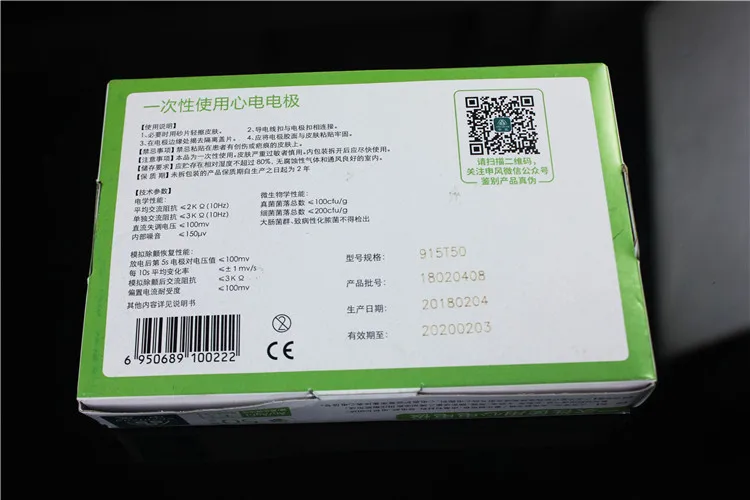 一次性使用心电电极
【使用说明】
1、必要时用砂片轻擦皮肤。 2、导电线扣与电极扣相连接。
3、在电极边缘处揭去隔离盖片。 4、应将电极胶面与皮肤粘贴牢固。
【禁忌事项】禁忌粘贴在患者有创伤或疤痕的皮肤上。
【注意事项】本品为一次性使用。皮肤严重过敏者慎用。内包装拆开后应尽快使用。
【储存要求】应贮存在相对湿度不超过80%，无腐蚀性气体和通风良好的室内。
【保 质 期】未拆包装的产品保质期自生产之日起为2年
【技术参数】
电学性能:
平均交流阻抗 ≤2KΩ(10Hz)
单独交流阻抗 ≤3KΩ(10Hz)
直流失调电压 ≤100mv
内部噪音 ≤150μv
微生物学性能:
真菌菌落总数 ≤100cfu/g
细菌菌落总数 ≤200cfu/g
大肠菌群、致病性化脓菌不得检出
模拟除颤恢复性能:
放电后第5s电极对电压值 ≤100mv
每10s平均变化率 ≤±1mv/s
模拟除颤后交流阻抗 ≤3KΩ
偏置电流耐受度 ≤100mv
其他内容详见说明书
请扫描二维码
关注申风微信公众号
鉴别产品真伪
型号规格: 915T50
产品批号: 18020408
生产日期: 20180204
有效期至: 20200203
6 950689 100222
2
CE